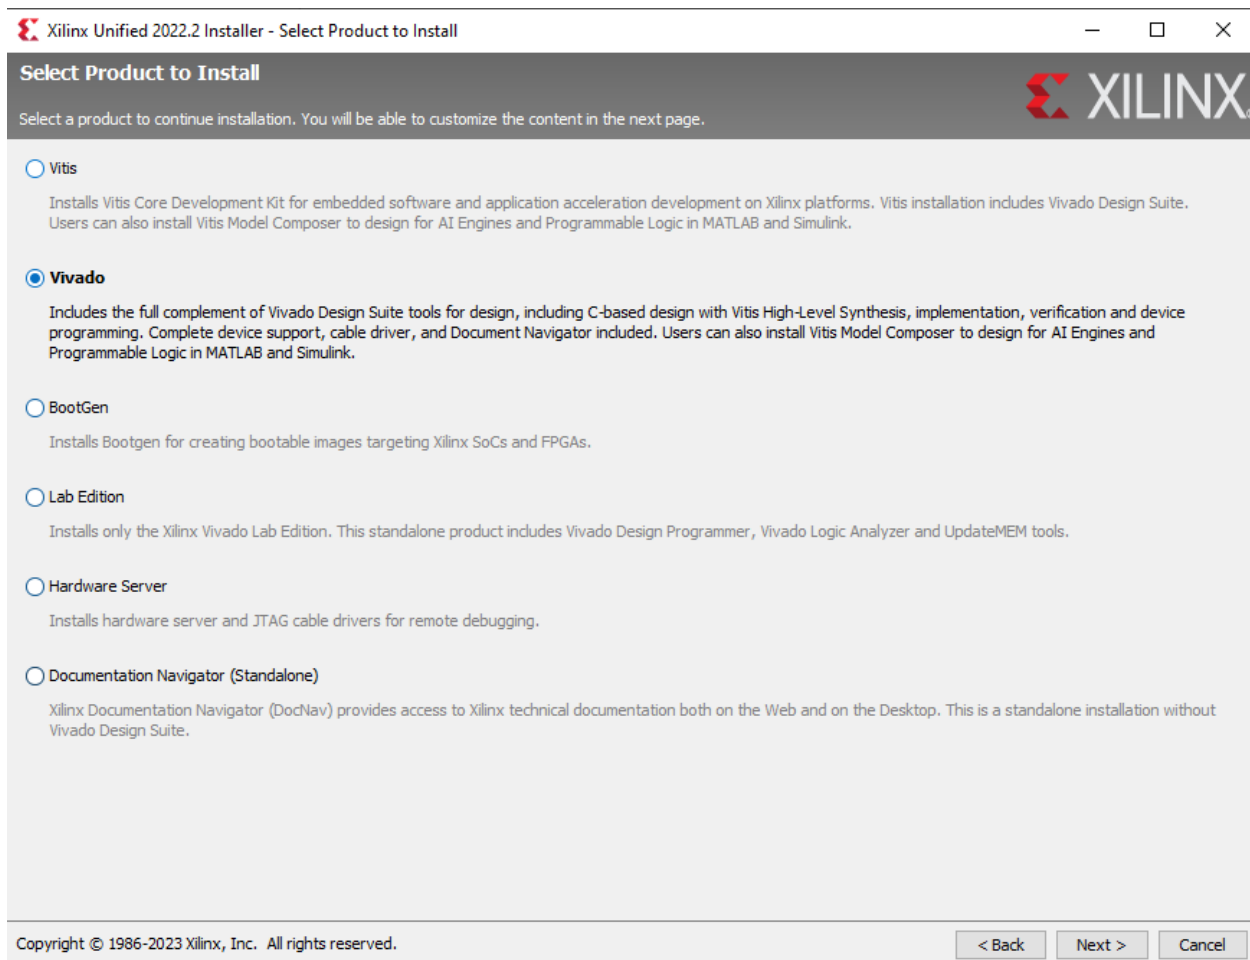 Xilinx Unified 2022.2 Installer - Select Product to Install
Select Product to Install
XILINX
Select a product to continue installation. You will be able to customize the content in the next page.
Vitis
Installs Vitis Core Development Kit for embedded software and application acceleration development on Xilinx platforms. Vitis installation includes Vivado Design Suite.
Users can also install Vitis Model Composer to design for AI Engines and Programmable Logic in MATLAB and Simulink.
Vivado
Includes the full complement of Vivado Design Suite tools for design, including C-based design with Vitis High-Level Synthesis, implementation, verification and device
programming. Complete device support, cable driver, and Document Navigator included. Users can also install Vitis Model Composer to design for AI Engines and
Programmable Logic in MATLAB and Simulink.
BootGen
Installs Bootgen for creating bootable images targeting Xilinx SoCs and FPGAs.
Lab Edition
Installs only the Xilinx Vivado Lab Edition. This standalone product includes Vivado Design Programmer, Vivado Logic Analyzer and UpdateMEM tools.
Hardware Server
Installs hardware server and JTAG cable drivers for remote debugging.
Documentation Navigator (Standalone)
Xilinx Documentation Navigator (DocNav) provides access to Xilinx technical documentation both on the Web and on the Desktop. This is a standalone installation without
Vivado Design Suite.
Copyright © 1986-2023 Xilinx, Inc. All rights reserved.
< Back
Next >
Cancel